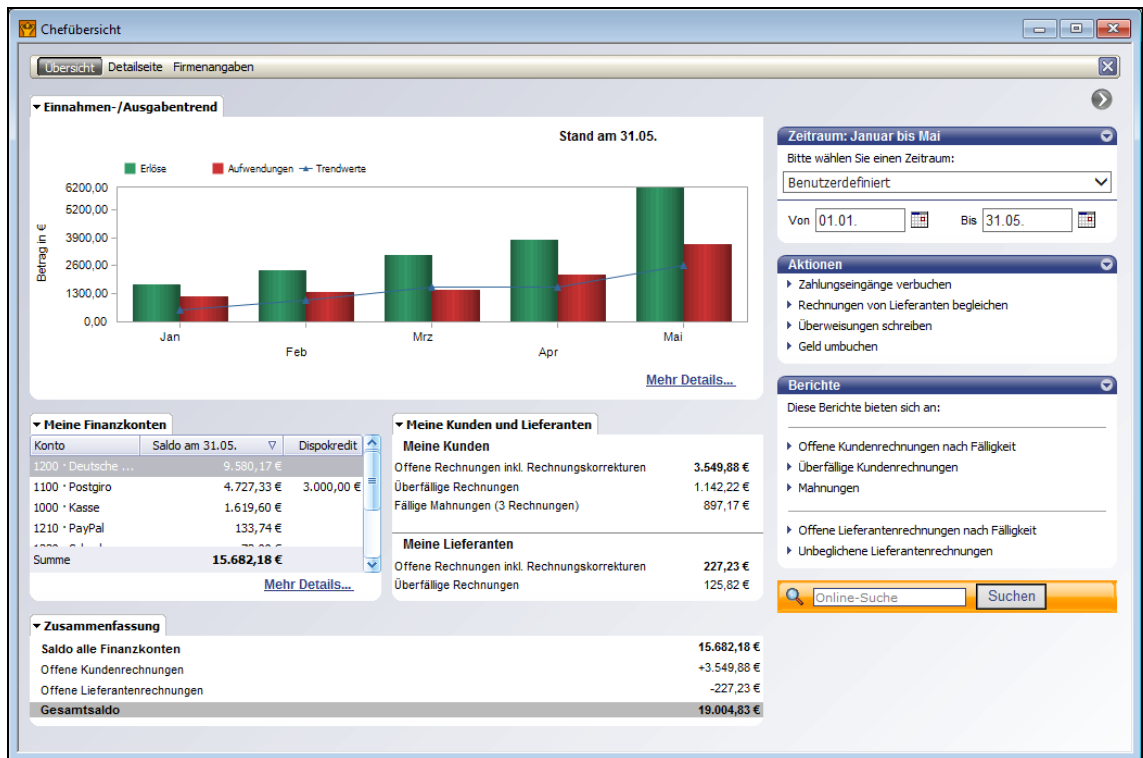 Chefübersicht
Übersicht Detailseite Firmenangaben
Einnahmen-/Ausgabentrend
Stand am 31.05.
Erlöse Aufwendungen Trendwerte
Betrag in €
6200,00
5200,00
3900,00
2600,00
1300,00
0,00
Jan Feb Mrz Apr Mai
Mehr Details...
Meine Finanzkonten
Konto Saldo am 31.05. Dispokredit
1200 · Deutsche ... 9.580,17 €
1100 · Postgiro 4.727,33 € 3.000,00 €
1000 · Kasse 1.619,60 €
1210 · PayPal 133,74 €
Summe 15.682,18 €
Mehr Details...
Meine Kunden und Lieferanten
Meine Kunden
Offene Rechnungen inkl. Rechnungskorrekturen 3.549,88 €
Überfällige Rechnungen 1.142,22 €
Fällige Mahnungen (3 Rechnungen) 897,17 €
Meine Lieferanten
Offene Rechnungen inkl. Rechnungskorrekturen 227,23 €
Überfällige Rechnungen 125,82 €
Zusammenfassung
Saldo alle Finanzkonten 15.682,18 €
Offene Kundenrechnungen +3.549,88 €
Offene Lieferantenrechnungen -227,23 €
Gesamtsaldo 19.004,83 €
Zeitraum: Januar bis Mai
Bitte wählen Sie einen Zeitraum:
Benutzerdefiniert
Von 01.01. Bis 31.05.
Aktionen
Zahlungseingänge verbuchen
Rechnungen von Lieferanten begleichen
Überweisungen schreiben
Geld umbuchen
Berichte
Diese Berichte bieten sich an:
Offene Kundenrechnungen nach Fälligkeit
Überfällige Kundenrechnungen
Mahnungen
Offene Lieferantenrechnungen nach Fälligkeit
Unbeglichene Lieferantenrechnungen
Online-Suche Suchen